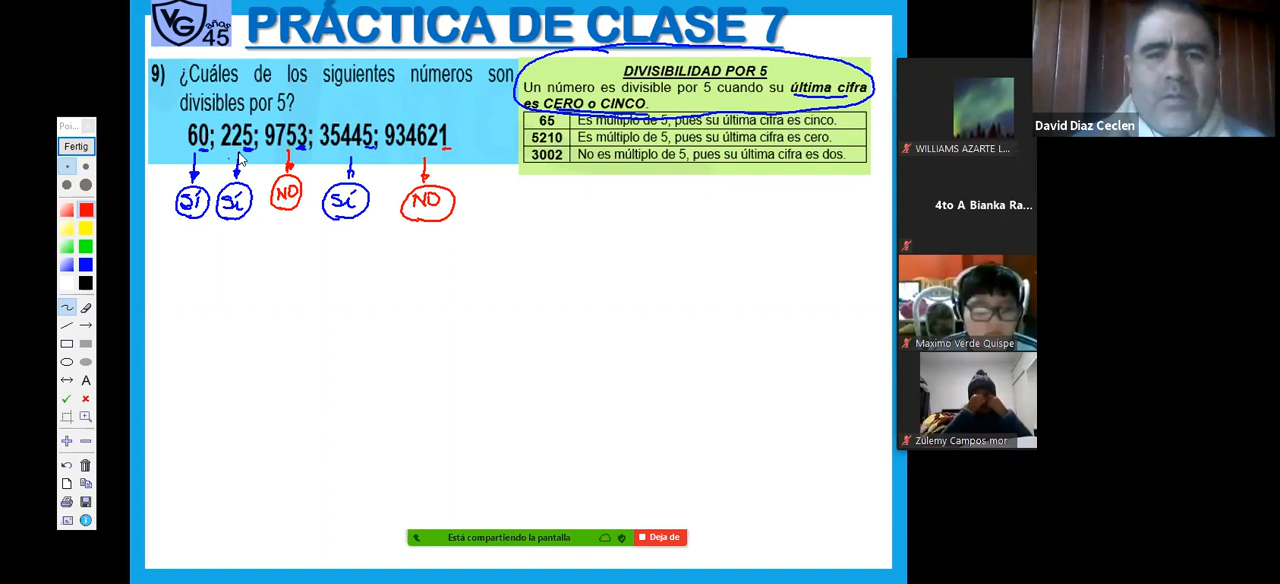 VG
años
45
PRÁCTICA DE CLASE 7
9) ¿Cuáles de los siguientes números son
divisibles por 5?
60; 225; 9753; 35445; 934621
SÍ SÍ NO SÍ NO
DIVISIBILIDAD POR 5
Un número es divisible por 5 cuando su última cifra
es CERO o CINCO.
65 Es múltiplo de 5, pues su última cifra es cinco.
5210 Es múltiplo de 5, pues su última cifra es cero.
3002 No es múltiplo de 5, pues su última cifra es dos.
Poi...
Fertig
A
David Diaz Ceclen
WILLIAMS AZARTE L...
4to A Bianka Ra...
Maximo Verde Quispe
Zulemy Campos mor
Está compartiendo la pantalla
Deja de